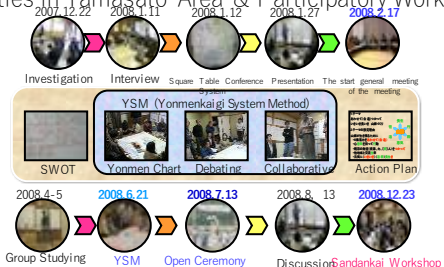 ties in Yamasato Area & Participatory Work
2007.12.22 2008.1.11 2008.1.12 2008.1.27 2008.2.17
Investigation Interview Square Table Conference System Presentation The start general meeting of the meeting
YSM (Yonmenkaigi System Method)
SWOT Yonmen Chart Debating Collaborative Action Plan
2008.4-5 2008.6.21 2008.7.13 2008.8, 13 2008.12.23
Group Studying YSM Open Ceremony Discussion Sandankai Workshop